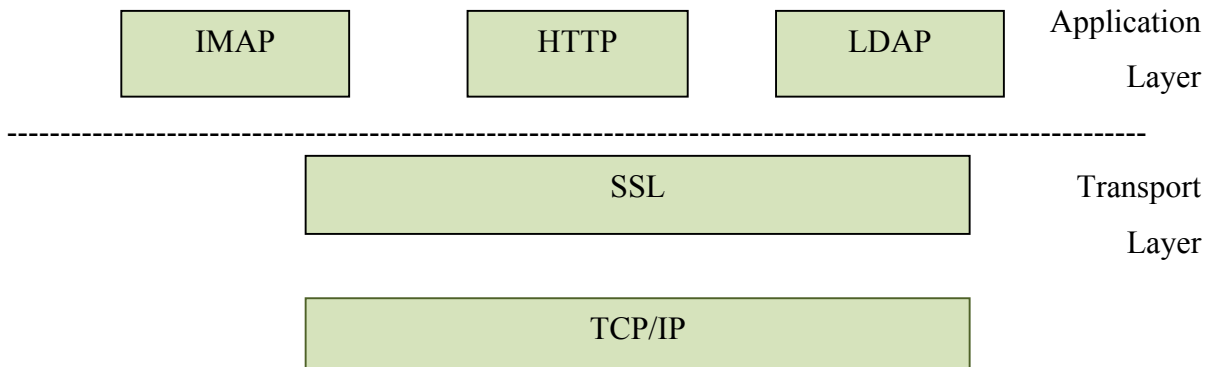 IMAP HTTP LDAP Application
Layer
SSL Transport
Layer
TCP/IP